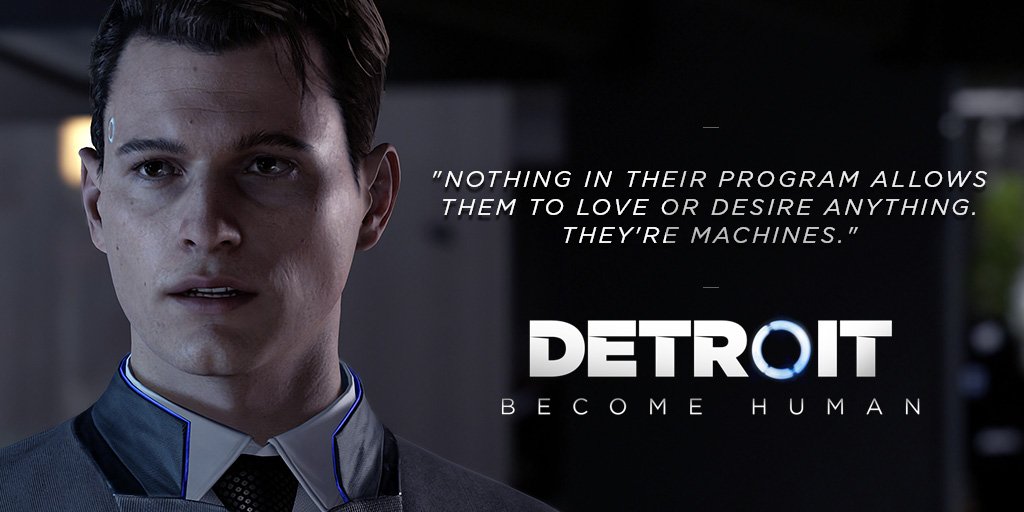 "NOTHING IN THEIR PROGRAM ALLOWS
THEM TO LOVE OR DESIRE ANYTHING.
THEY'RE MACHINES."
DETROIT
BECOME HUMAN